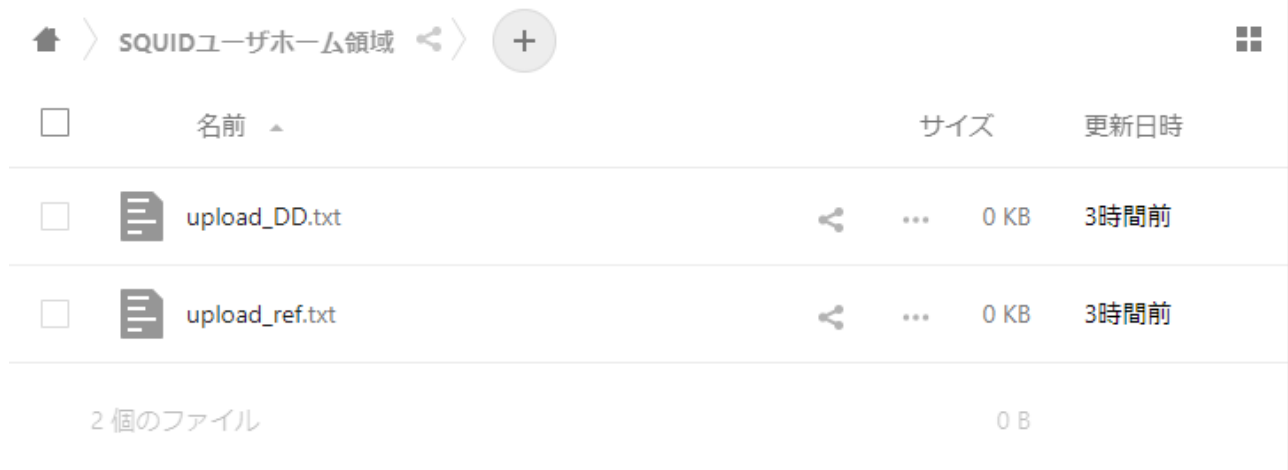 SQUIDユーザホーム領域 +
名前 サイズ 更新日時
upload_DD.txt ... 0 KB 3時間前
upload_ref.txt ... 0 KB 3時間前
2 個のファイル 0 B